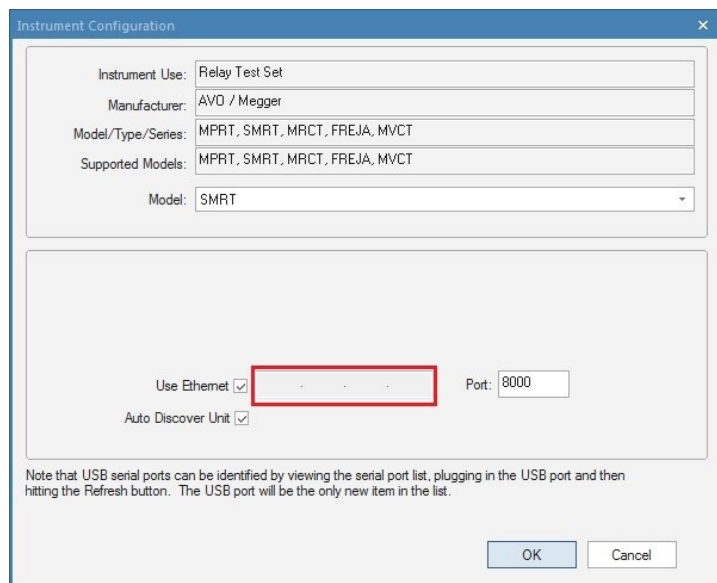 Instrument Configuration
Instrument Use: Relay Test Set
Manufacturer: AVO / Megger
Model/Type/Series: MPRT, SMRT, MRCT, FREJA, MVCT
Supported Models: MPRT, SMRT, MRCT, FREJA, MVCT
Model: SMRT
Use Ethernet . . . Port: 8000
Auto Discover Unit
Note that USB serial ports can be identified by viewing the serial port list, plugging in the USB port and then
hitting the Refresh button. The USB port will be the only new item in the list.
OK Cancel